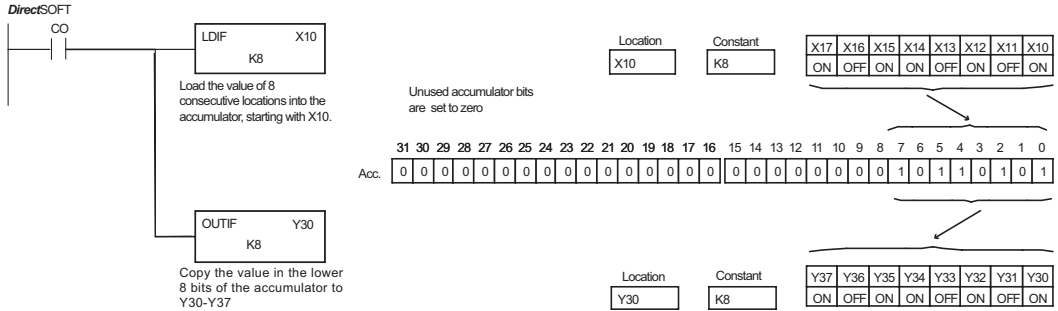 DirectSOFT
CO
LDIF X10
K8
Load the value of 8
consecutive locations into the
accumulator, starting with X10.
OUTIF Y30
K8
Copy the value in the lower
8 bits of the accumulator to
Y30-Y37
Location Constant
X10 K8
X17 X16 X15 X14 X13 X12 X11 X10
ON OFF ON ON OFF ON OFF ON
Unused accumulator bits
are set to zero
31 30 29 28 27 26 25 24 23 22 21 20 19 18 17 16 15 14 13 12 11 10 9 8 7 6 5 4 3 2 1 0
Acc. 0 0 0 0 0 0 0 0 0 0 0 0 0 0 0 0 0 0 0 0 0 0 0 0 1 0 1 1 0 1 0 1
Location Constant
Y30 K8
Y37 Y36 Y35 Y34 Y33 Y32 Y31 Y30
ON OFF ON ON OFF ON OFF ON